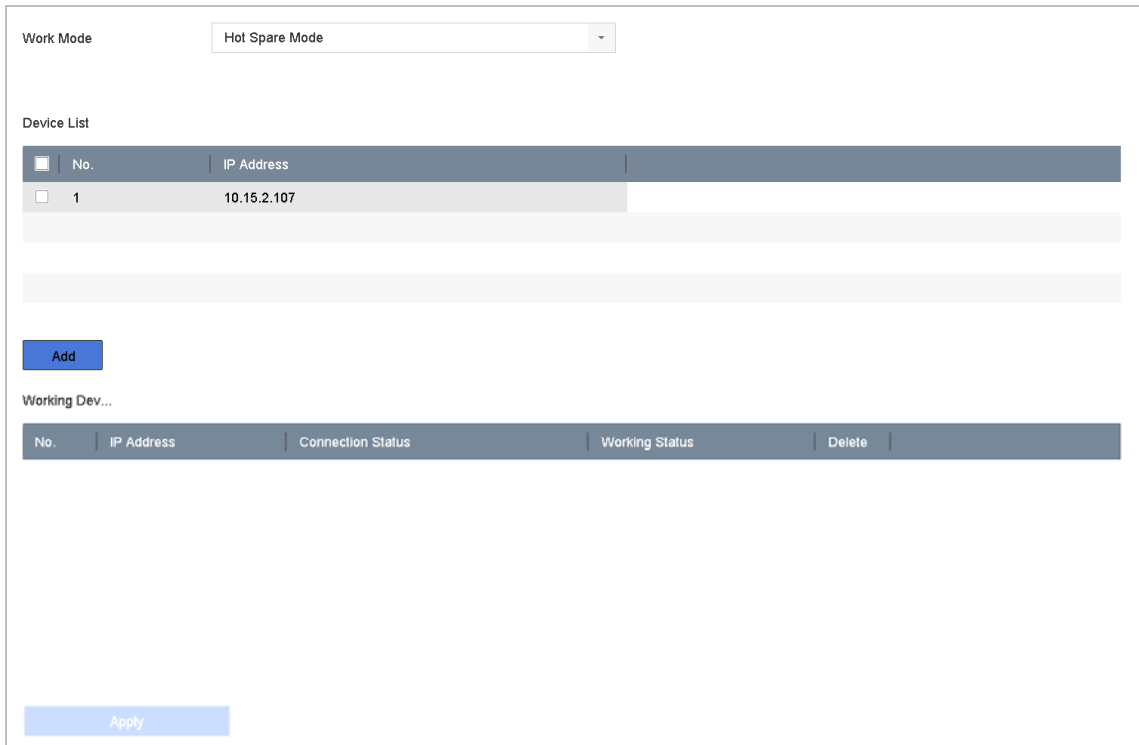 Work Mode Hot Spare Mode
Device List
No. IP Address
1 10.15.2.107
Add
Working Dev...
No. IP Address Connection Status Working Status Delete
Apply